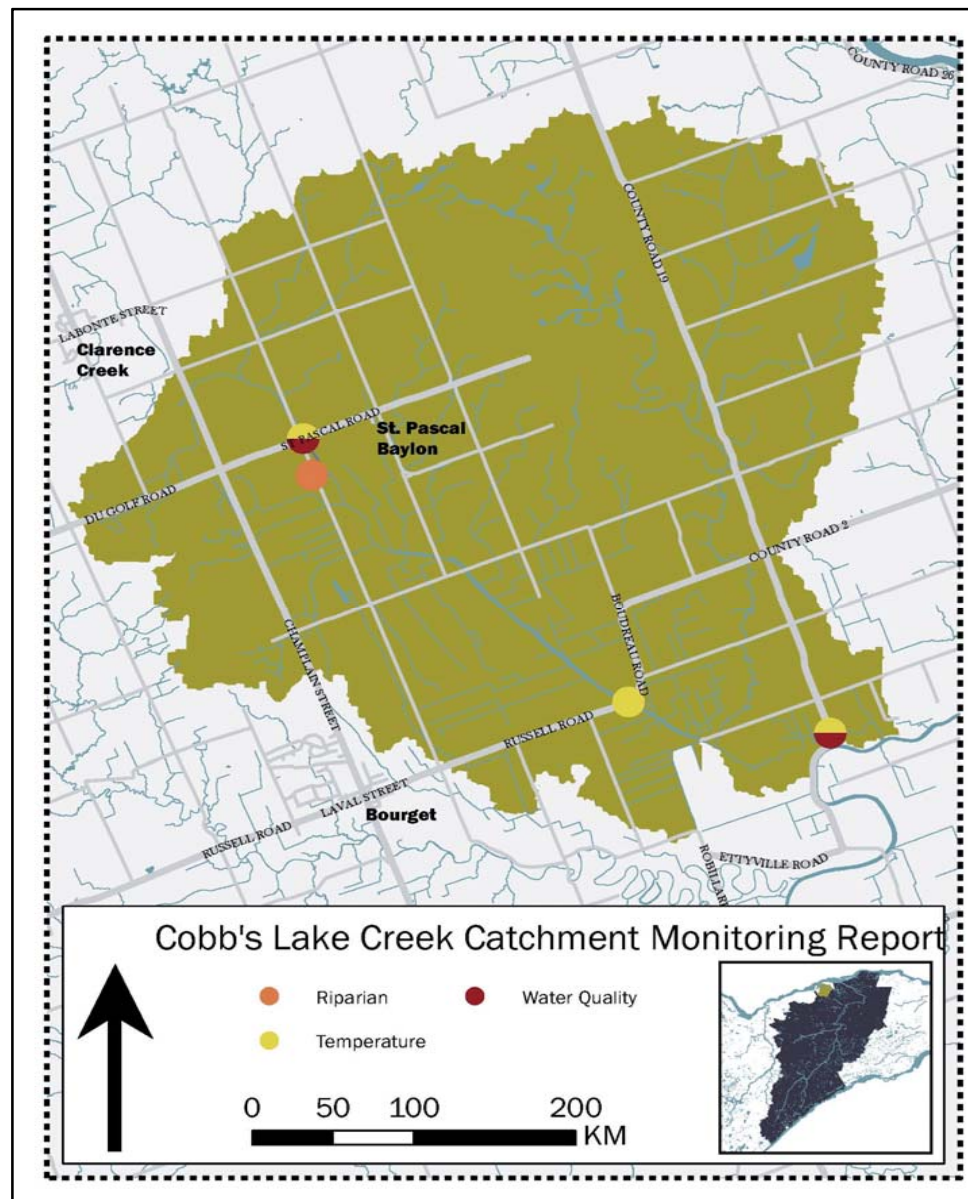 COUNTY ROAD 26
COUNTY ROAD 19
LABONTE STREET
Clarence
Creek
ST. PASCAL ROAD
St. Pascal
Baylon
DU GOLF ROAD
COUNTY ROAD 2
BOUDREAU ROAD
CHAMPLAIN STREET
RUSSELL ROAD
LAVAL STREET
Bourget
RUSSELL ROAD
ETTYVILLE ROAD
ROBILLARD
Cobb's Lake Creek Catchment Monitoring Report
Riparian
Water Quality
Temperature
0 50 100 200
KM